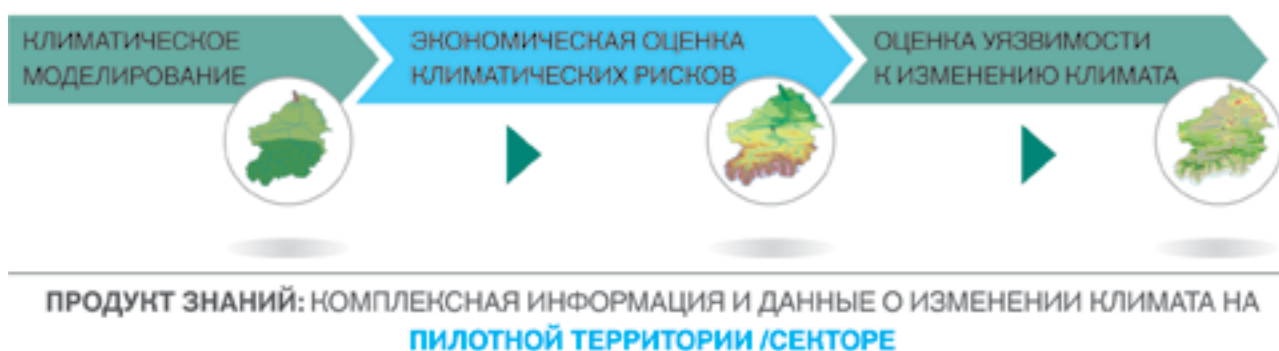 КЛИМАТИЧЕСКОЕ
МОДЕЛИРОВАНИЕ
ЭКОНОМИЧЕСКАЯ ОЦЕНКА
КЛИМАТИЧЕСКИХ РИСКОВ
ОЦЕНКА УЯЗВИМОСТИ
К ИЗМЕНЕНИЮ КЛИМАТА
ПРОДУКТ ЗНАНИЙ: КОМПЛЕКСНАЯ ИНФОРМАЦИЯ И ДАННЫЕ О ИЗМЕНЕНИИ КЛИМАТА НА
ПИЛОТНОЙ ТЕРРИТОРИИ /СЕКТОРЕ